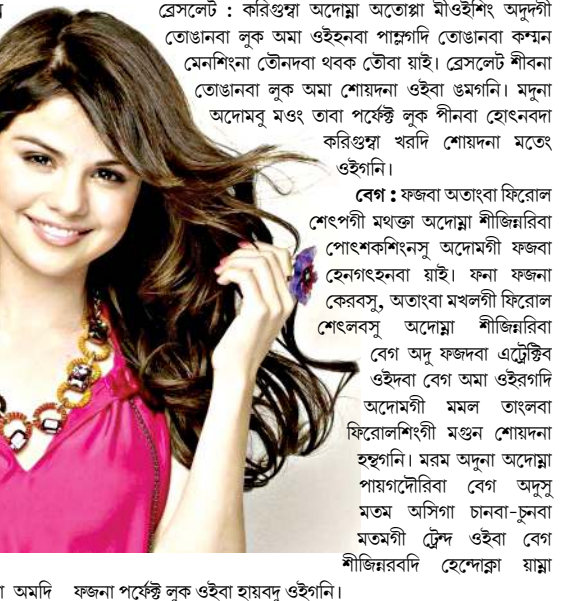 ব্রেসলেট : করিগুম্বা অদোম্না অতোপ্পা মীওইশিং অদুদগী
তোঙানবা লুক অমা ওইহনবা পাম্লগদি তোঙানবা কম্মন
মেনশিংনা তৌনদবা থবক তৌবা য়াই। ব্রেসলেট শীবনা
তোঙানবা লুক অমা শোয়দনা ওইবা ঙমগনি। মদুনা
অদোমবু মওং তাবা পর্ফেক্ট লুক পীনবা হোৎনবদা
করিগুম্বা খরদি শোয়দনা মতেং
ওইগনি।
বেগ : ফজবা অতাংবা ফিরোল
শেৎপগী মথক্তা অদোম্না শীজিন্নরিবা
পোৎশকশিংনসু অদোমগী ফজবা
হেনগৎহনবা য়াই। ফনা ফজনা
কেরবসু, অতাংবা মখলগী ফিরোল
শেৎলবসু অদোম্না শীজিন্নরিবা
বেগ অদু ফজদবা এট্রেক্টিব
ওইদবা বেগ অমা ওইরগদি
অদোমগী মমল তাংলবা
ফিরোলশিংগী মগুন শোয়দনা
হন্থগনি। মরম অদুনা অদোম্না
পায়গদৌরিবা বেগ অদুসু
মতম অসিগা চানবা-চুনবা
মতমগী ট্রেন্দ ওইবা বেগ
শীজিন্নরবদি হেন্দোক্না য়াম্না
অমদি ফজনা পর্ফেক্ট লুক ওইবা হায়বদু ওইগনি।